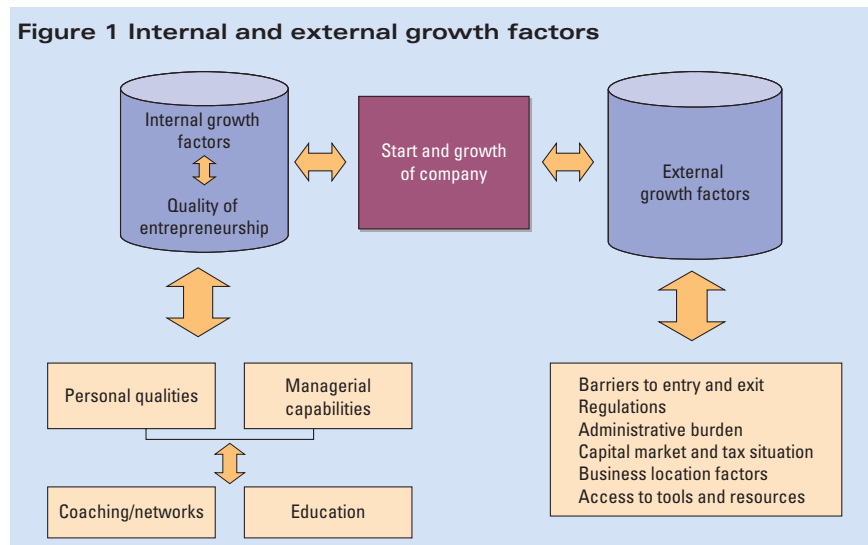 Figure 1 Internal and external growth factors
Internal growth
factors
Quality of
entrepreneurship
Start and growth
of company
External
growth factors
Personal qualities
Managerial
capabilities
Coaching/networks
Education
Barriers to entry and exit
Regulations
Administrative burden
Capital market and tax situation
Business location factors
Access to tools and resources